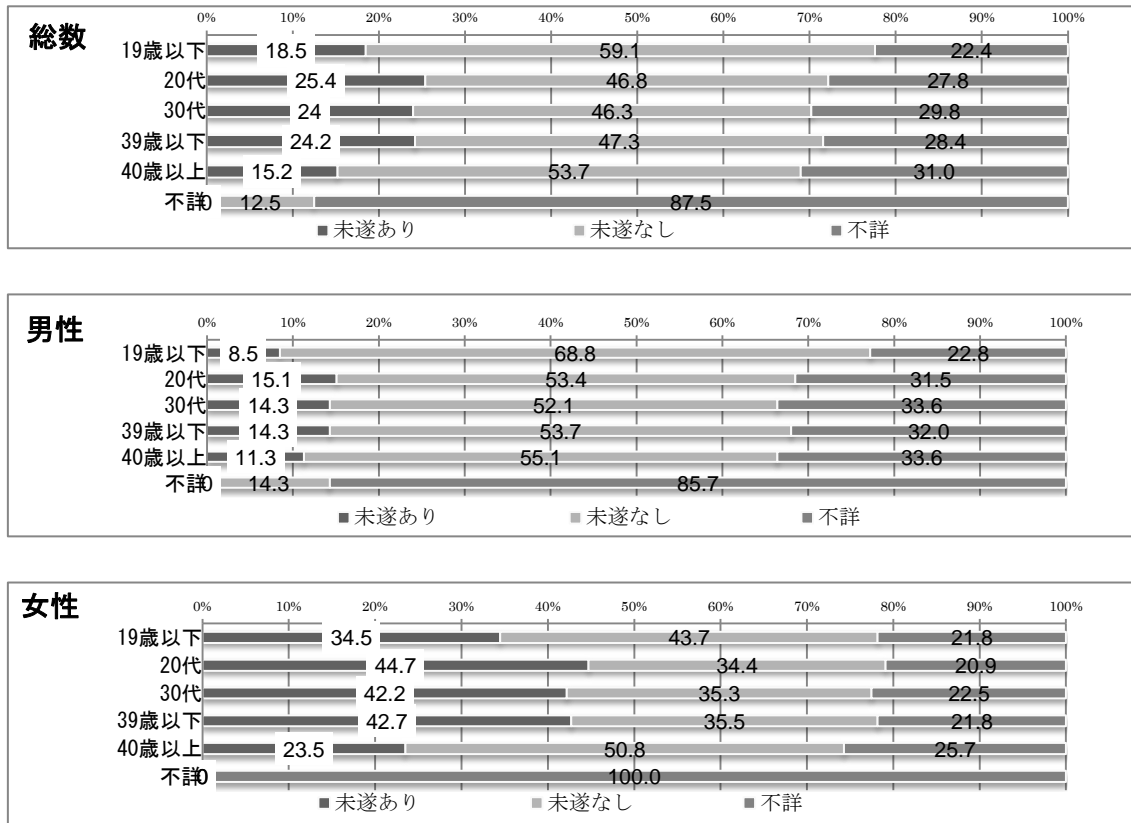 総数
0% 10% 20% 30% 40% 50% 60% 70% 80% 90% 100%
19歳以下 18.5 59.1 22.4
20代 25.4 46.8 27.8
30代 24 46.3 29.8
39歳以下 24.2 47.3 28.4
40歳以上 15.2 53.7 31.0
不詳 0 12.5 87.5
未遂あり 未遂なし 不詳
男性
0% 10% 20% 30% 40% 50% 60% 70% 80% 90% 100%
19歳以下 8.5 68.8 22.8
20代 15.1 53.4 31.5
30代 14.3 52.1 33.6
39歳以下 14.3 53.7 32.0
40歳以上 11.3 55.1 33.6
不詳 0 14.3 85.7
未遂あり 未遂なし 不詳
女性
0% 10% 20% 30% 40% 50% 60% 70% 80% 90% 100%
19歳以下 34.5 43.7 21.8
20代 44.7 34.4 20.9
30代 42.2 35.3 22.5
39歳以下 42.7 35.5 21.8
40歳以上 23.5 50.8 25.7
不詳 0 100.0
未遂あり 未遂なし 不詳